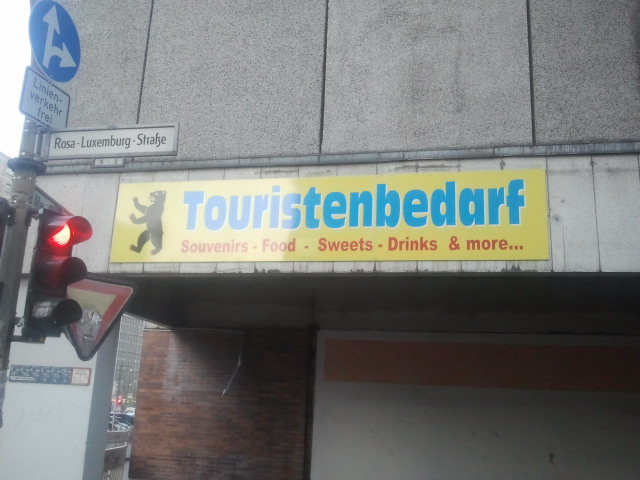 Linien-
verkehr
frei
Rosa-Luxemburg-Straße
Touristenbedarf
Souvenirs - Food - Sweets - Drinks & more...